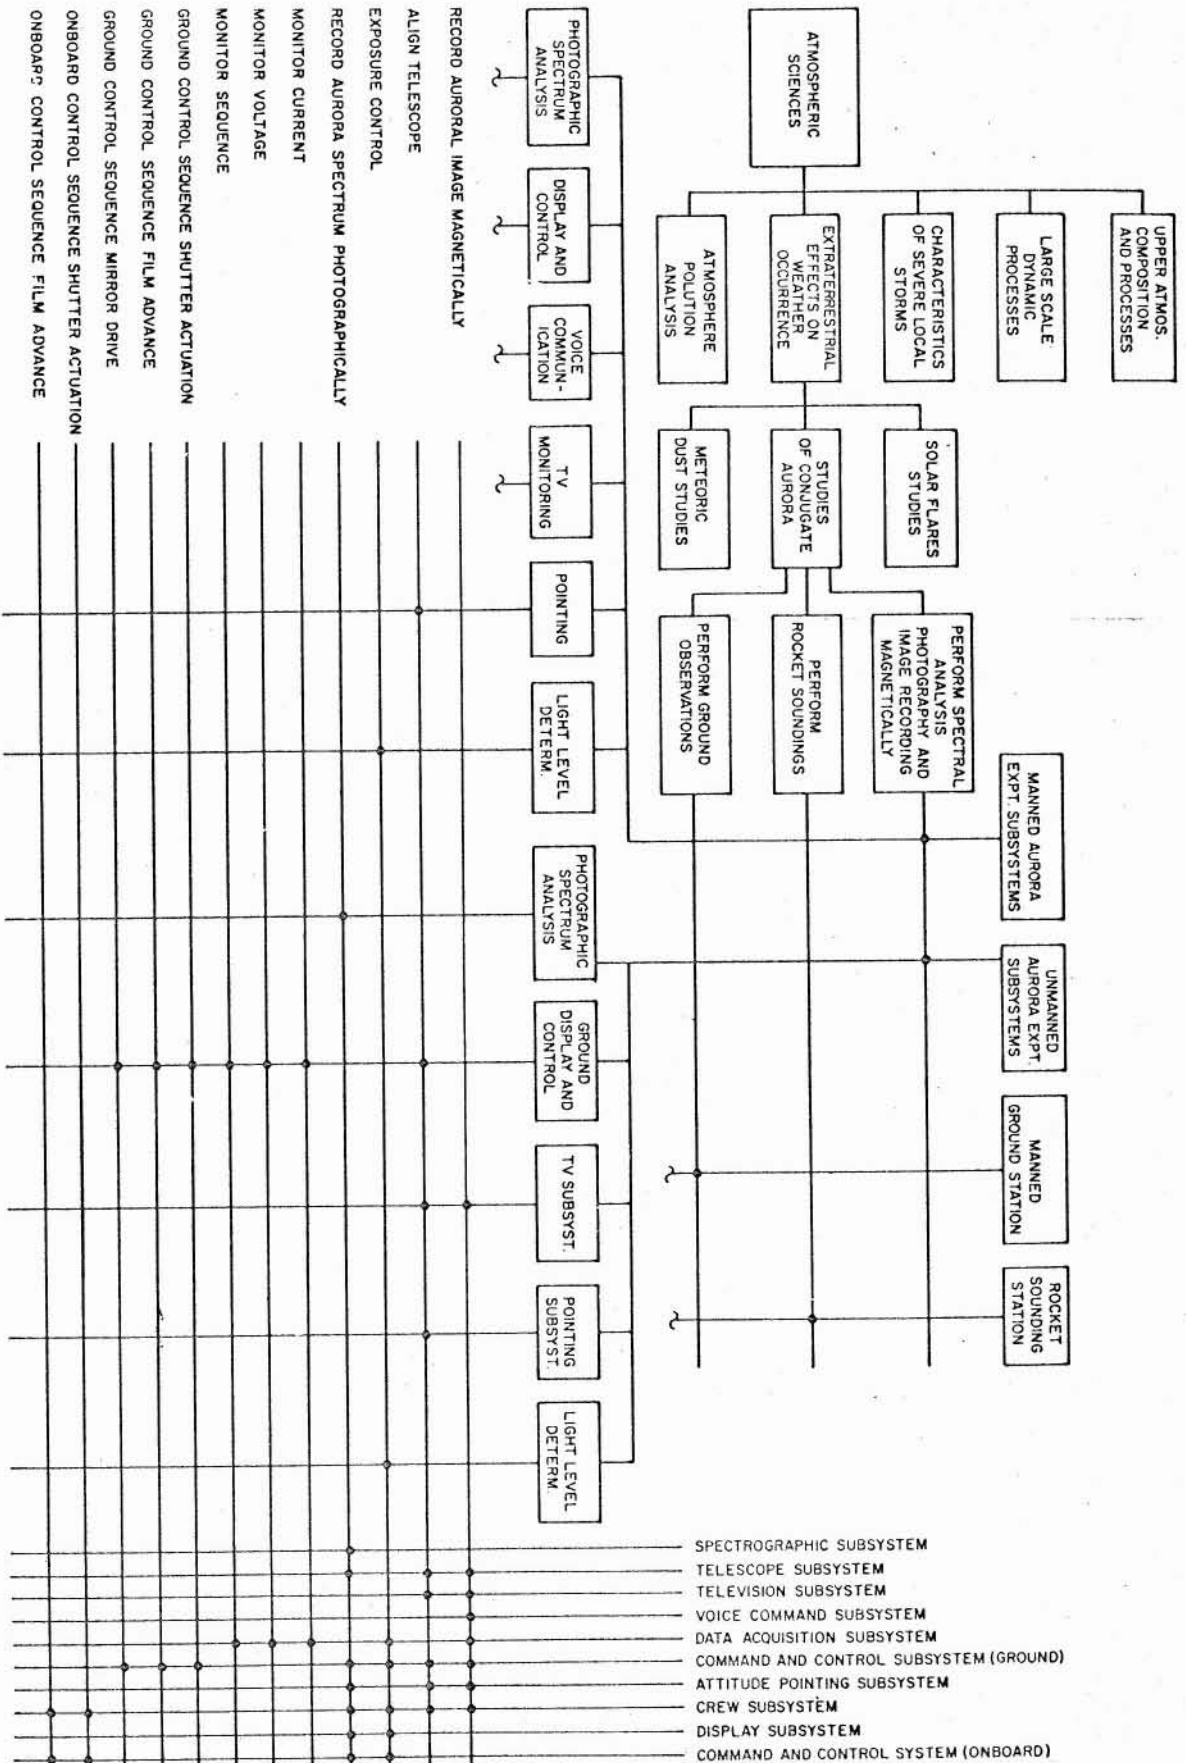 ATMOSPHERIC
SCIENCES
UPPER ATMOS.
COMPOSITION
AND PROCESSES
LARGE SCALE
DYNAMIC
PROCESSES
CHARACTERISTICS
OF SEVERE LOCAL
STORMS
EXTRATERRESTRIAL
EFFECTS ON
WEATHER
OCCURRENCE
ATMOSPHERE
POLUTION
ANALYSIS
SOLAR FLARES
STUDIES
STUDIES
OF CONJUGATE
AURORA
METEORIC
DUST STUDIES
PERFORM SPECTRAL
ANALYSIS
PHOTOGRAPHY AND
IMAGE RECORDING
MAGNETICALLY
PERFORM
ROCKET SOUNDINGS
PERFORM GROUND
OBSERVATIONS
MANNED AURORA
EXPT. SUBSYSTEMS
UNMANNED
AURORA EXPT.
SUBSYSTEMS
MANNED
GROUND STATION
ROCKET
SOUNDING
STATION
PHOTOGRAPHIC
SPECTRUM
ANALYSIS
DISPLAY AND
CONTROL
VOICE
COMMUN-
ICATION
TV
MONITORING
POINTING
LIGHT LEVEL
DETERM.
PHOTOGRAPHIC
SPECTRUM
ANALYSIS
GROUND
DISPLAY AND
CONTROL
TV SUBSYST.
POINTING
SUBSYST.
LIGHT LEVEL
DETERM.
RECORD AURORAL IMAGE MAGNETICALLY
ALIGN TELESCOPE
EXPOSURE CONTROL
RECORD AURORA SPECTRUM PHOTOGRAPHICALLY
MONITOR CURRENT
MONITOR VOLTAGE
MONITOR SEQUENCE
GROUND CONTROL SEQUENCE SHUTTER ACTUATION
GROUND CONTROL SEQUENCE FILM ADVANCE
GROUND CONTROL SEQUENCE MIRROR DRIVE
ONBOARD CONTROL SEQUENCE SHUTTER ACTUATION
ONBOARD CONTROL SEQUENCE FILM ADVANCE
SPECTROGRAPHIC SUBSYSTEM
TELESCOPE SUBSYSTEM
TELEVISION SUBSYSTEM
VOICE COMMAND SUBSYSTEM
DATA ACQUISITION SUBSYSTEM
COMMAND AND CONTROL SUBSYSTEM (GROUND)
ATTITUDE POINTING SUBSYSTEM
CREW SUBSYSTEM
DISPLAY SUBSYSTEM
COMMAND AND CONTROL SYSTEM (ONBOARD)